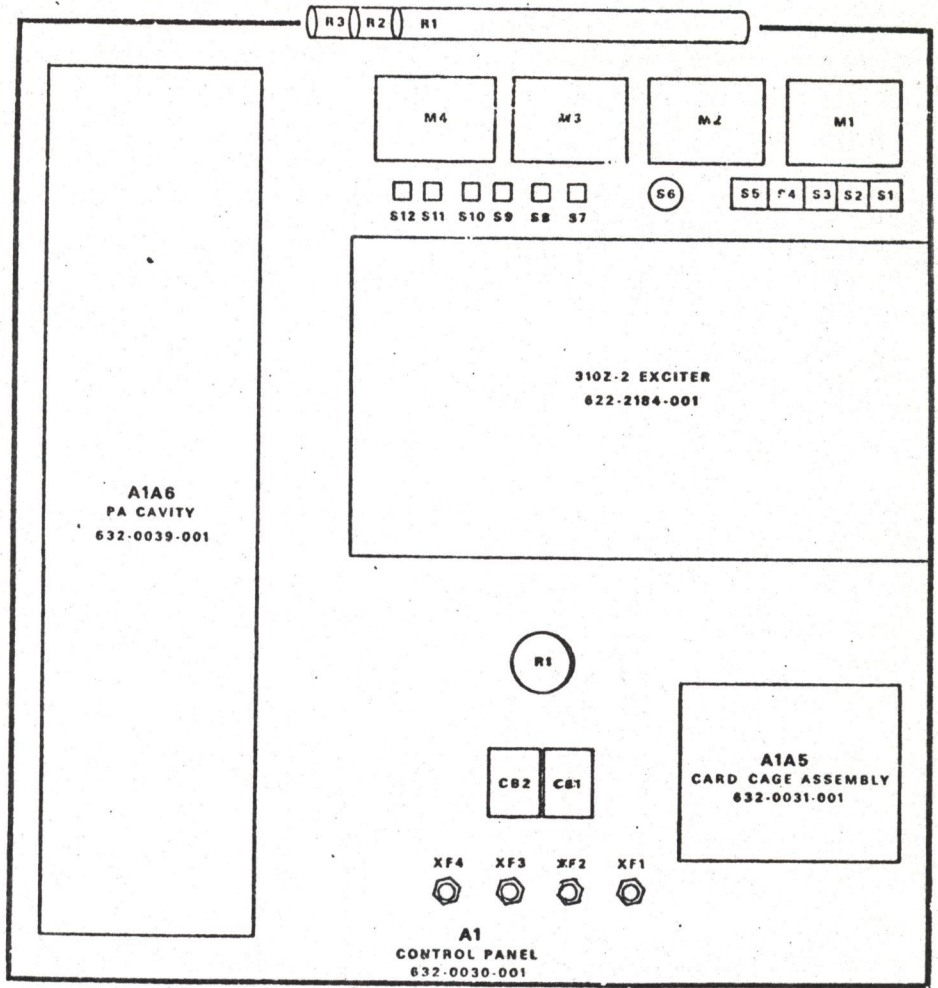 R3 R2 R1
M4 M3 M2 M1
S6 S5 S4 S3 S2 S1
S12 S11 S10 S9 S8 S7
310Z-2 EXCITER
622-2184-001
A1A6
PA CAVITY
632-0039-001
R1
A1A5
CARD CAGE ASSEMBLY
632-0031-001
CB2 CB1
XF4 XF3 XF2 XF1
A1
CONTROL PANEL
632-0030-001